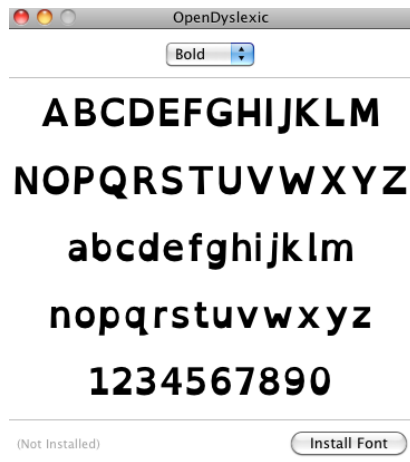 OpenDyslexic
Bold
ABCDEFGHIJKLM
NOPQRSTUVWXYZ
abcdefghijklm
nopqrstuvwxyz
1234567890
(Not Installed)
Install Font